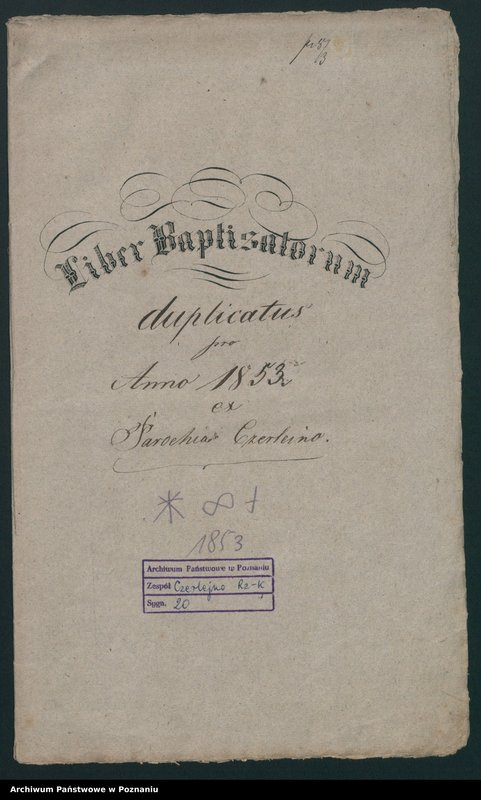 Liber Baptisatorum
duplicatus
pro
Anno 1853
ex
Parochia Czerleino.
* ∞ †
1853
Archiwum Państwowe w Poznaniu
Zespół Czerlejno Rz-k
Sygn. 20
Archiwum Państwowe w Poznaniu